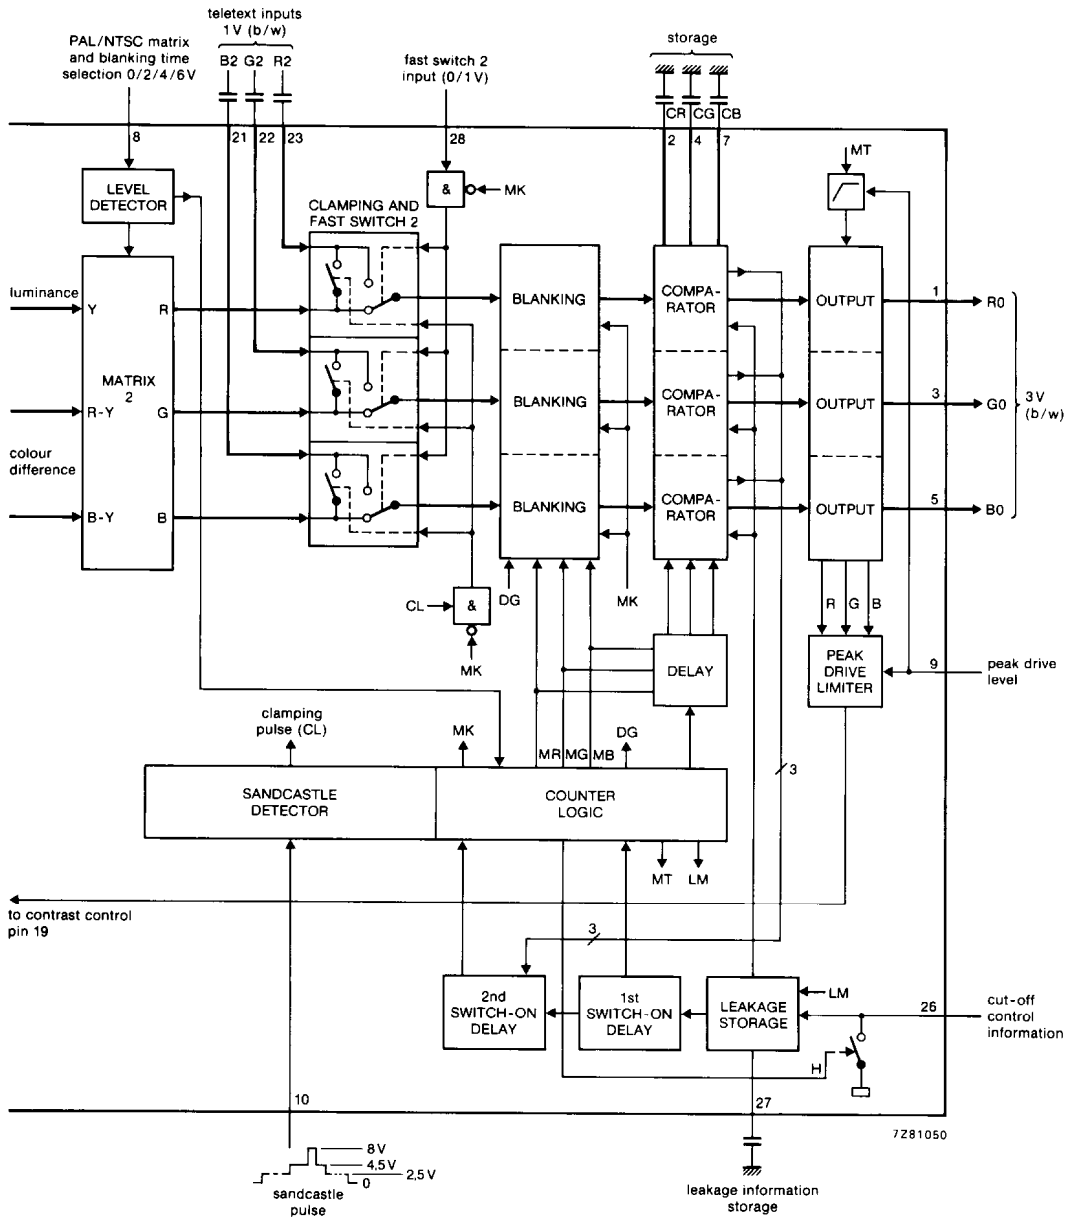 teletext inputs
1V (b/w)
PAL/NTSC matrix
and blanking time
selection 0/2/4/6V
B2 G2 R2
fast switch 2
input (0/1V)
storage
CR CG CB
8
21 22 23
28
2 4 7
MT
LEVEL
DETECTOR
&
MK
CLAMPING AND
FAST SWITCH 2
luminance
Y
R
BLANKING
COMPA-
RATOR
OUTPUT
1
R0
MATRIX
2
R-Y
G
BLANKING
COMPA-
RATOR
OUTPUT
3
G0
3V
(b/w)
colour
difference
B-Y
B
BLANKING
COMPA-
RATOR
OUTPUT
5
B0
CL
&
DG
MK
R G B
MK
DELAY
PEAK
DRIVE
LIMITER
9
peak drive
level
clamping
pulse (CL)
MK
MR MG MB
DG
3
SANDCASTLE
DETECTOR
COUNTER
LOGIC
MT
LM
to contrast control
pin 19
3
2nd
SWITCH-ON
DELAY
1st
SWITCH-ON
DELAY
LEAKAGE
STORAGE
LM
26
cut-off
control
information
H
10
27
7Z81050
8V
4,5V
2,5V
0
sandcastle
pulse
leakage information
storage